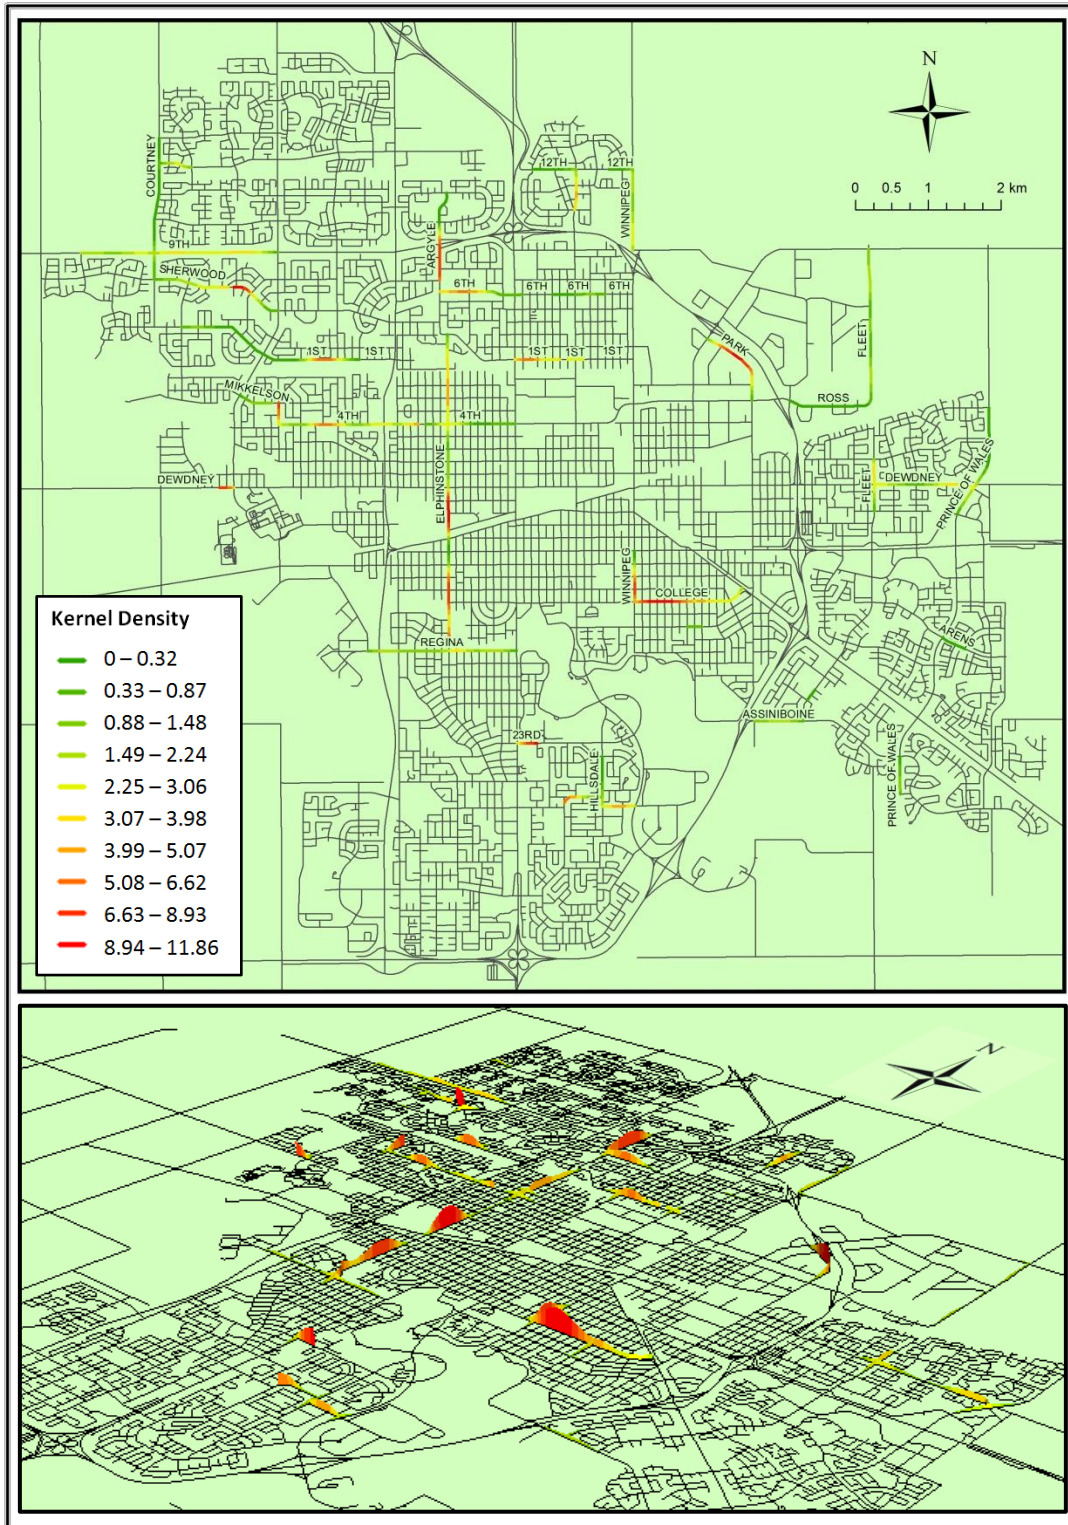 N
0 0.5 1 2 km
COURTNEY
12TH 12TH
WINNIPEG
ARGYLE
9TH
SHERWOOD
6TH 6TH 6TH 6TH
FLEET
PARK
1ST 1ST 1ST 1ST 1ST
MIKKELSON
ROSS
4TH 4TH
ELPHINSTONE
DEWDNEY
FLEET
DEWDNEY
PRINCE OF WALES
WINNIPEG
COLLEGE
REGINA
ARENS
ASSINIBOINE
23RD
HILLSDALE
PRINCE OF WALES
Kernel Density
0 – 0.32
0.33 – 0.87
0.88 – 1.48
1.49 – 2.24
2.25 – 3.06
3.07 – 3.98
3.99 – 5.07
5.08 – 6.62
6.63 – 8.93
8.94 – 11.86
N